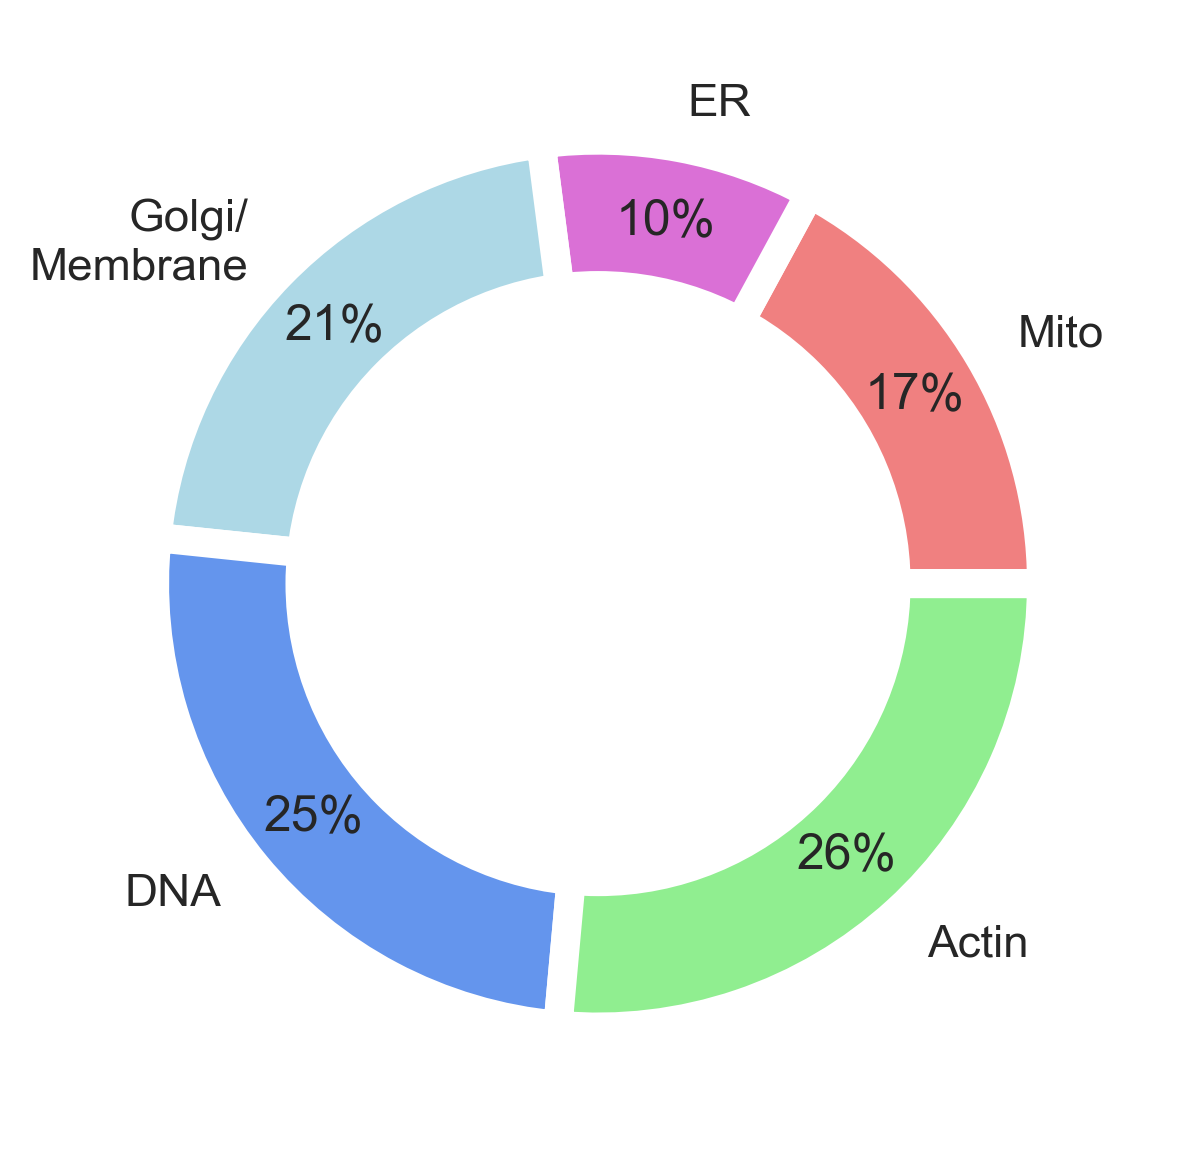 ER
10%
Golgi/
Membrane
21%
Mito
17%
25%
DNA
26%
Actin